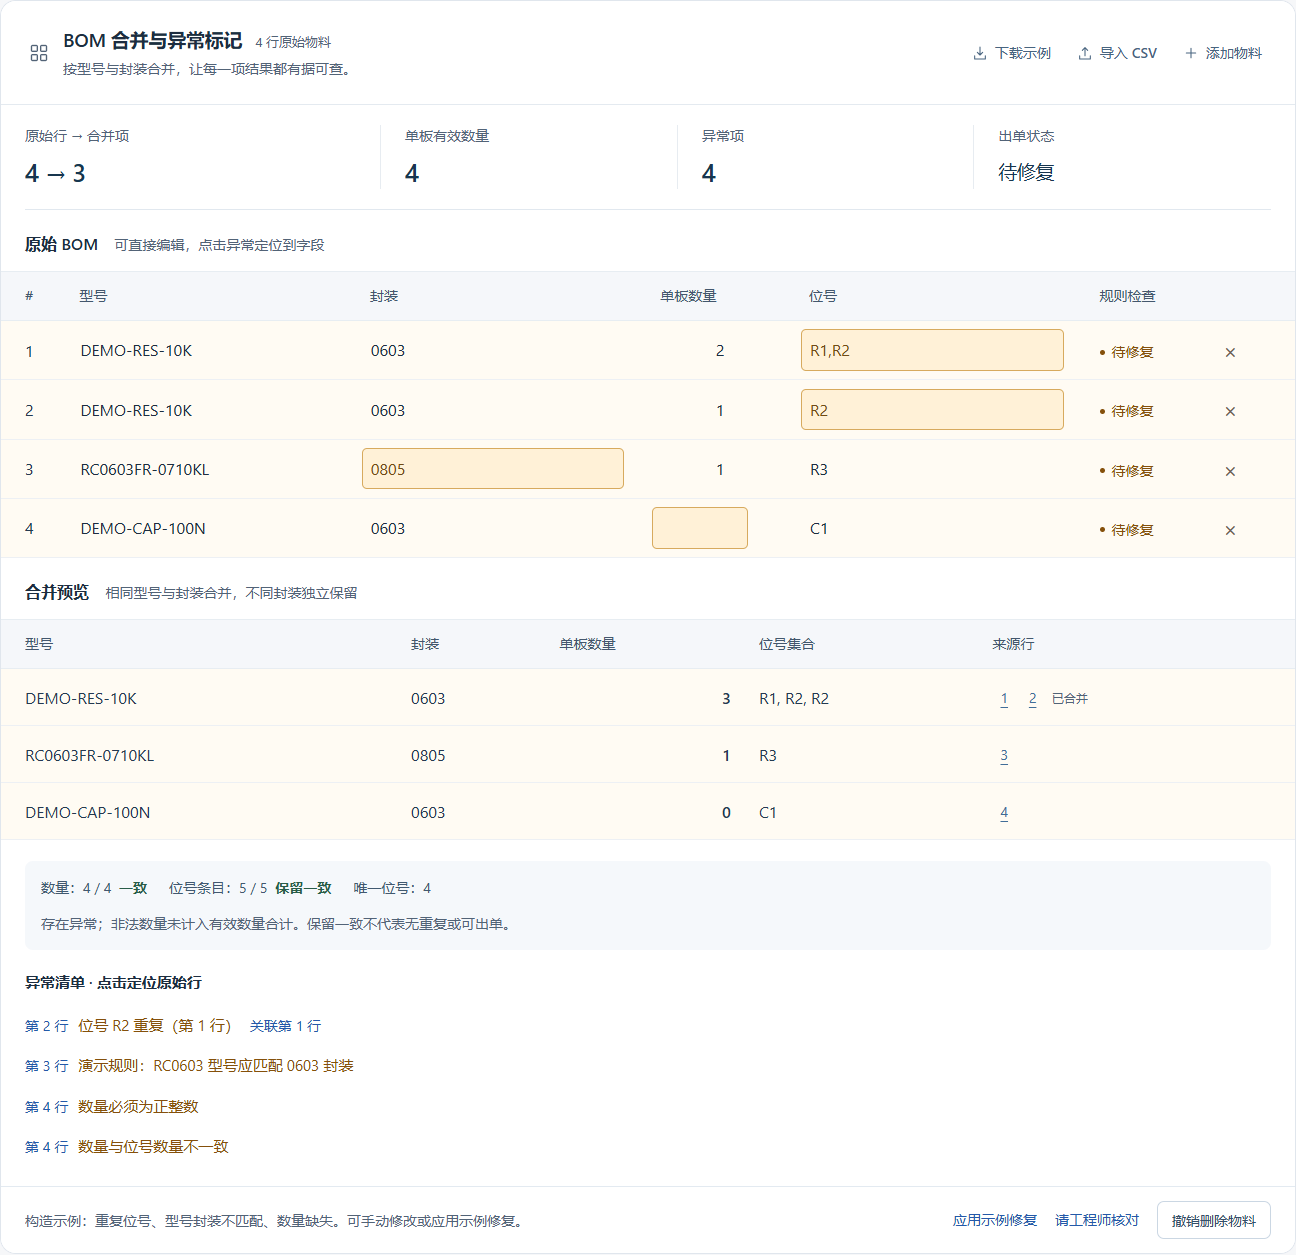 BOM 合并与异常标记 4 行原始物料
按型号与封装合并，让每一项结果都有据可查。
下载示例 导入 CSV 添加物料
原始行 → 合并项 单板有效数量 异常项 出单状态
4 → 3 4 4 待修复
原始 BOM 可直接编辑，点击异常定位到字段
# 型号 封装 单板数量 位号 规则检查
1 DEMO-RES-10K 0603 2 R1,R2 • 待修复 ×
2 DEMO-RES-10K 0603 1 R2 • 待修复 ×
3 RC0603FR-0710KL 0805 1 R3 • 待修复 ×
4 DEMO-CAP-100N 0603 C1 • 待修复 ×
合并预览 相同型号与封装合并，不同封装独立保留
型号 封装 单板数量 位号集合 来源行
DEMO-RES-10K 0603 3 R1, R2, R2 1 2 已合并
RC0603FR-0710KL 0805 1 R3 3
DEMO-CAP-100N 0603 0 C1 4
数量：4 / 4 一致 位号条目：5 / 5 保留一致 唯一位号：4
存在异常；非法数量未计入有效数量合计。保留一致不代表无重复或可出单。
异常清单 · 点击定位原始行
第 2 行 位号 R2 重复（第 1 行） 关联第 1 行
第 3 行 演示规则：RC0603 型号应匹配 0603 封装
第 4 行 数量必须为正整数
第 4 行 数量与位号数量不一致
构造示例：重复位号、型号封装不匹配、数量缺失。可手动修改或应用示例修复。
应用示例修复 请工程师核对 撤销删除物料